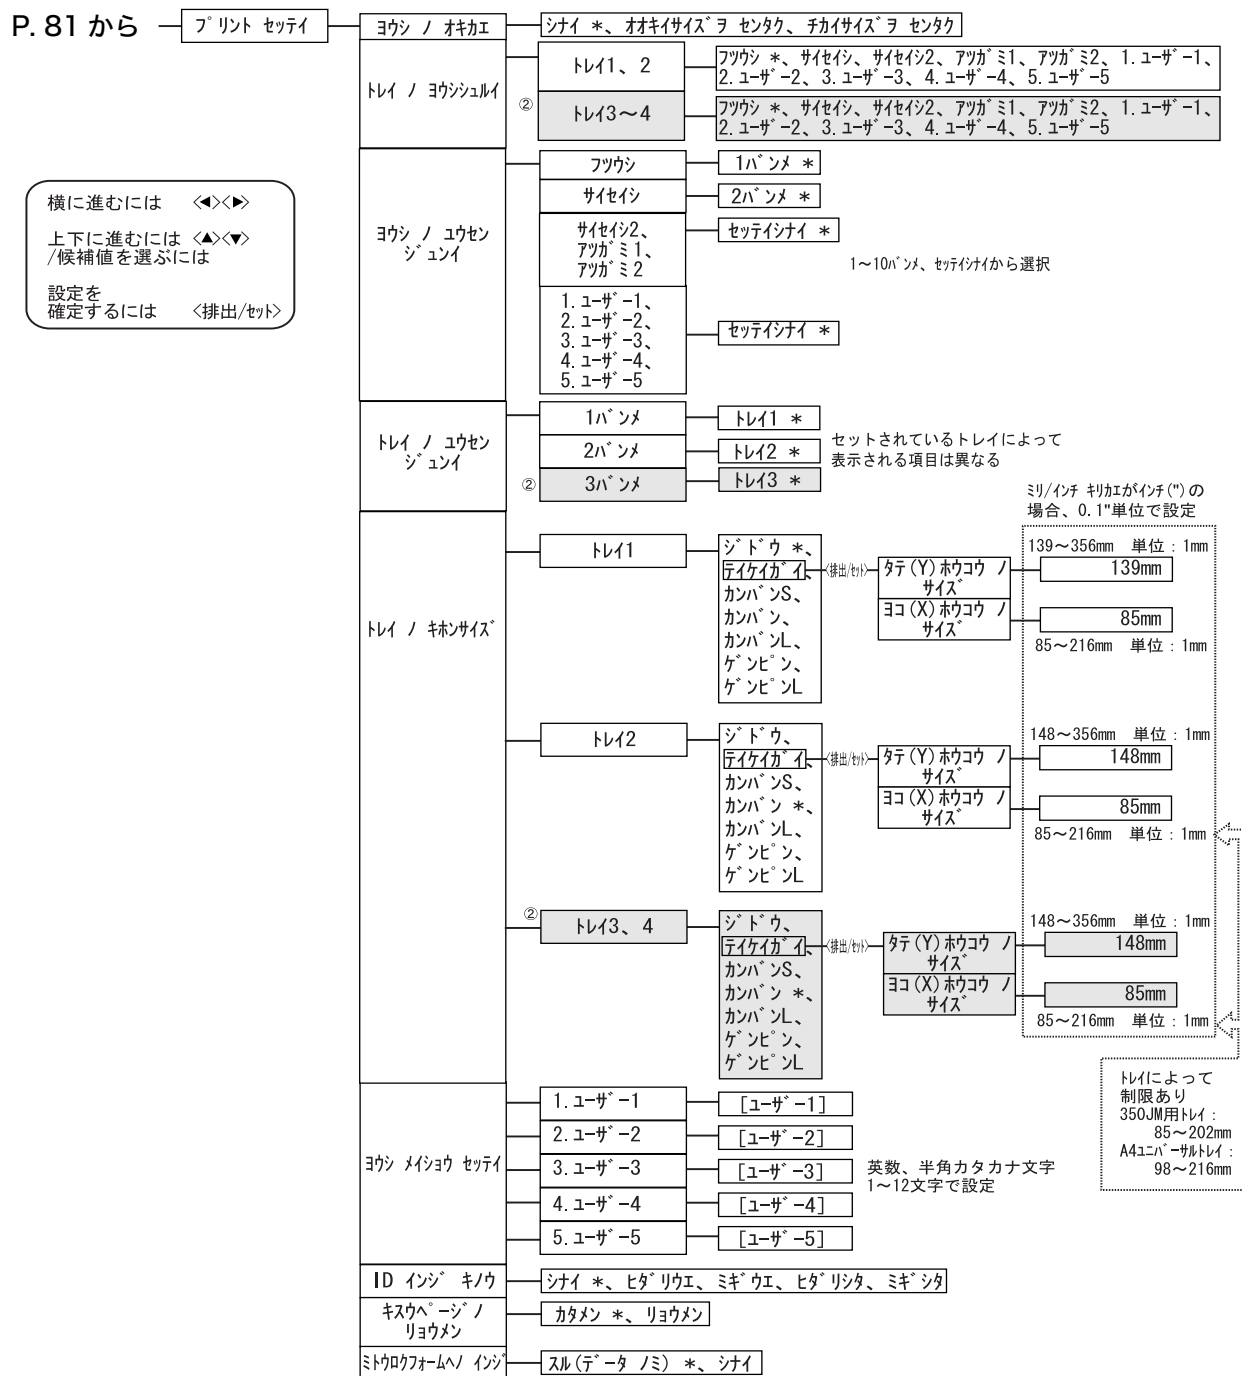 P. 81 から
プリント セッテイ
ヨウシ ノ オキカエ
シナイ *、オオキイサイズヲ センタク、チカイサイズヲ センタク
トレイ ノ ヨウシシュルイ
トレイ1、2
フツウシ *、サイセイシ、サイセイシ2、アツガミ1、アツガミ2、1.ユーザー1、
2.ユーザー2、3.ユーザー3、4.ユーザー4、5.ユーザー5
②
トレイ3〜4
フツウシ *、サイセイシ、サイセイシ2、アツガミ1、アツガミ2、1.ユーザー1、
2.ユーザー2、3.ユーザー3、4.ユーザー4、5.ユーザー5
横に進むには 〈◀〉〈▶〉
上下に進むには 〈▲〉〈▼〉
/候補値を選ぶには
設定を
確定するには 〈排出/セット〉
ヨウシ ノ ユウセン
ジュンイ
フツウシ
1バンメ *
サイセイシ
2バンメ *
サイセイシ2、
アツガミ1、
アツガミ2
セッテイシナイ *
1〜10バンメ、セッテイシナイから選択
1.ユーザー1、
2.ユーザー2、
3.ユーザー3、
4.ユーザー4、
5.ユーザー5
セッテイシナイ *
トレイ ノ ユウセン
ジュンイ
1バンメ
トレイ1 *
2バンメ
トレイ2 *
②
3バンメ
トレイ3 *
セットされているトレイによって
表示される項目は異なる
ミリ/インチ キリカエがインチ(")の
場合、0.1"単位で設定
トレイ ノ キホンサイズ
トレイ1
ジドウ *、
テイケイガイ、
カンバンS、
カンバン、
カンバンL、
ゲンピン、
ゲンピンL
〈排出/セット〉
タテ(Y)ホウコウ ノ
サイズ
139〜356mm 単位：1mm
139mm
ヨコ(X)ホウコウ ノ
サイズ
85mm
85〜216mm 単位：1mm
トレイ2
ジドウ、
テイケイガイ、
カンバンS、
カンバン *、
カンバンL、
ゲンピン、
ゲンピンL
〈排出/セット〉
タテ(Y)ホウコウ ノ
サイズ
148〜356mm 単位：1mm
148mm
ヨコ(X)ホウコウ ノ
サイズ
85mm
85〜216mm 単位：1mm
②
トレイ3、4
ジドウ、
テイケイガイ、
カンバンS、
カンバン *、
カンバンL、
ゲンピン、
ゲンピンL
〈排出/セット〉
タテ(Y)ホウコウ ノ
サイズ
148〜356mm 単位：1mm
148mm
ヨコ(X)ホウコウ ノ
サイズ
85mm
85〜216mm 単位：1mm
トレイによって
制限あり
350JM用トレイ：
85〜202mm
A4ユニバーサルトレイ：
98〜216mm
ヨウシ メイショウ セッテイ
1.ユーザー1
[ユーザー1]
2.ユーザー2
[ユーザー2]
3.ユーザー3
[ユーザー3]
4.ユーザー4
[ユーザー4]
5.ユーザー5
[ユーザー5]
英数、半角カタカナ文字
1〜12文字で設定
ID インジ キノウ
シナイ *、ヒダリウエ、ミギウエ、ヒダリシタ、ミギシタ
キスウページノ
リョウメン
カタメン *、リョウメン
ミトウロクフォームヘノ インジ
スル(データ ノミ) *、シナイ